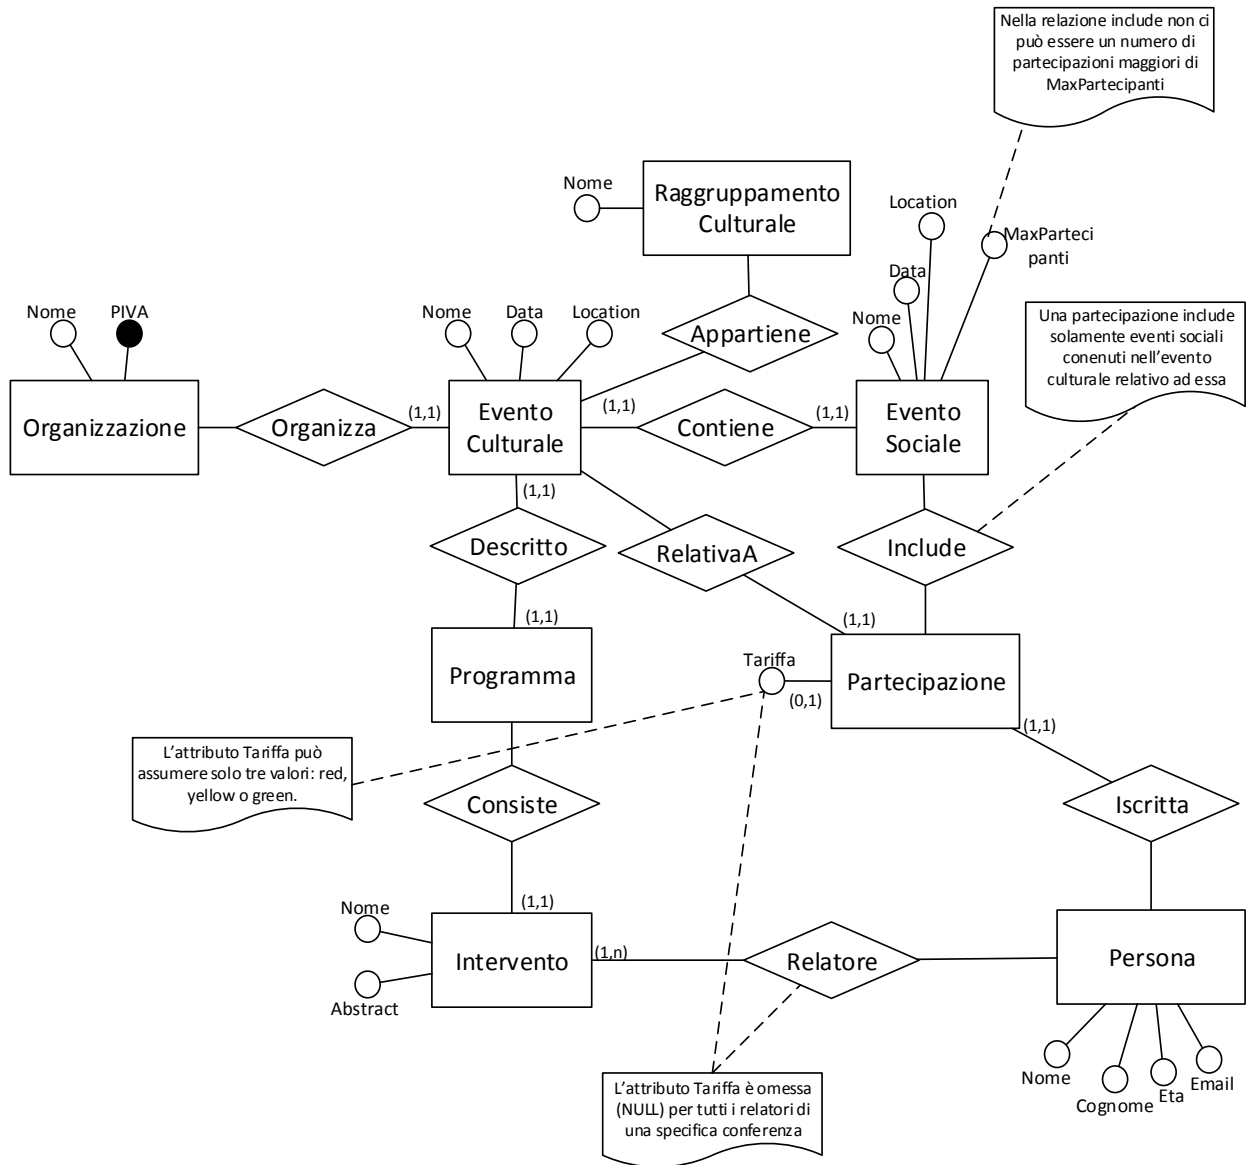 Nella relazione include non ci
può essere un numero di
partecipazioni maggiori di
MaxPartecipanti
Nome
Raggruppamento
Culturale
Location
MaxParteci
panti
Data
Nome
Nome
PIVA
Nome
Data
Location
Appartiene
Una partecipazione include
solamente eventi sociali
conenuti nell'evento
culturale relativo ad essa
Organizzazione
Organizza
(1,1)
Evento
Culturale
(1,1)
Contiene
(1,1)
Evento
Sociale
(1,1)
Descritto
RelativaA
Include
(1,1)
(1,1)
Programma
Tariffa
(0,1)
Partecipazione
(1,1)
L'attributo Tariffa può
assumere solo tre valori: red,
yellow o green.
Consiste
Iscritta
(1,1)
Nome
Abstract
Intervento
(1,n)
Relatore
Persona
Nome
Cognome
Eta
Email
L'attributo Tariffa è omessa
(NULL) per tutti i relatori di
una specifica conferenza